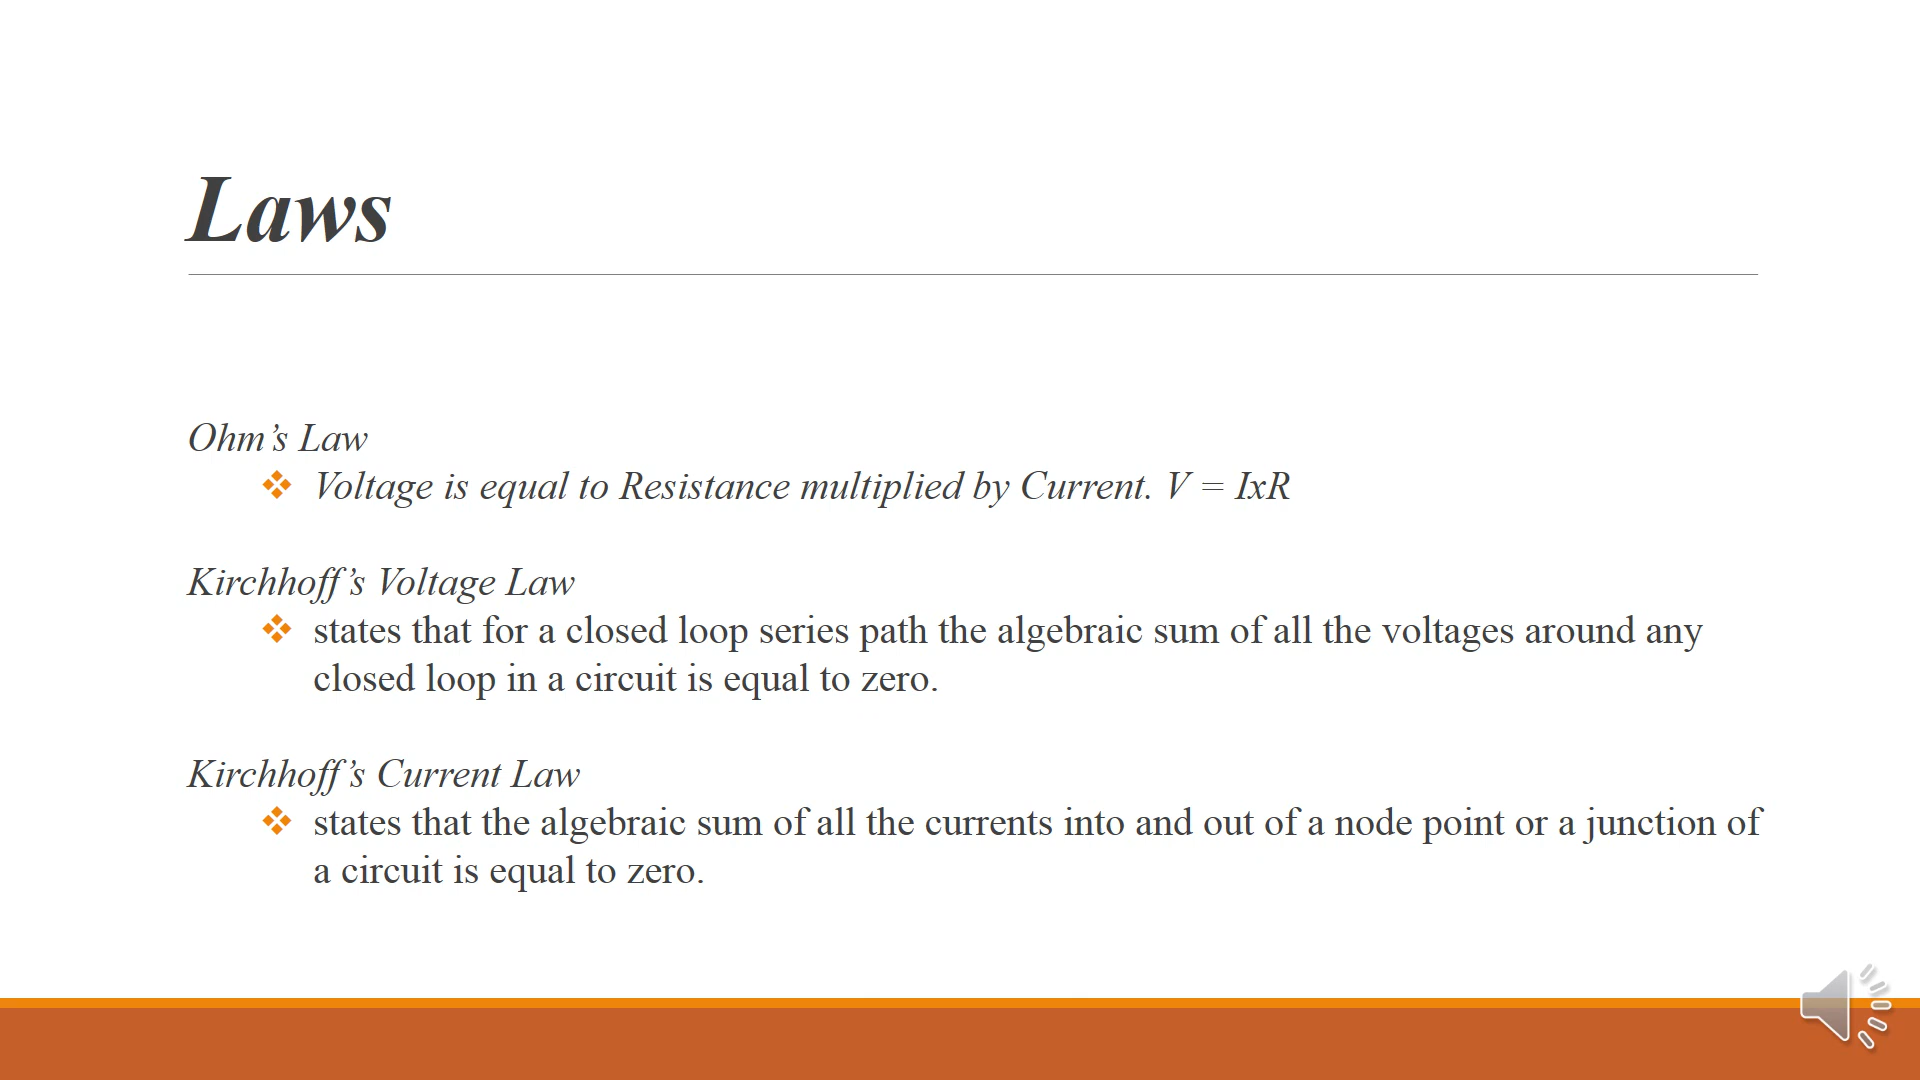 Laws
Ohm’s Law
❖ Voltage is equal to Resistance multiplied by Current. V = IxR
Kirchhoff’s Voltage Law
❖ states that for a closed loop series path the algebraic sum of all the voltages around any
closed loop in a circuit is equal to zero.
Kirchhoff’s Current Law
❖ states that the algebraic sum of all the currents into and out of a node point or a junction of
a circuit is equal to zero.